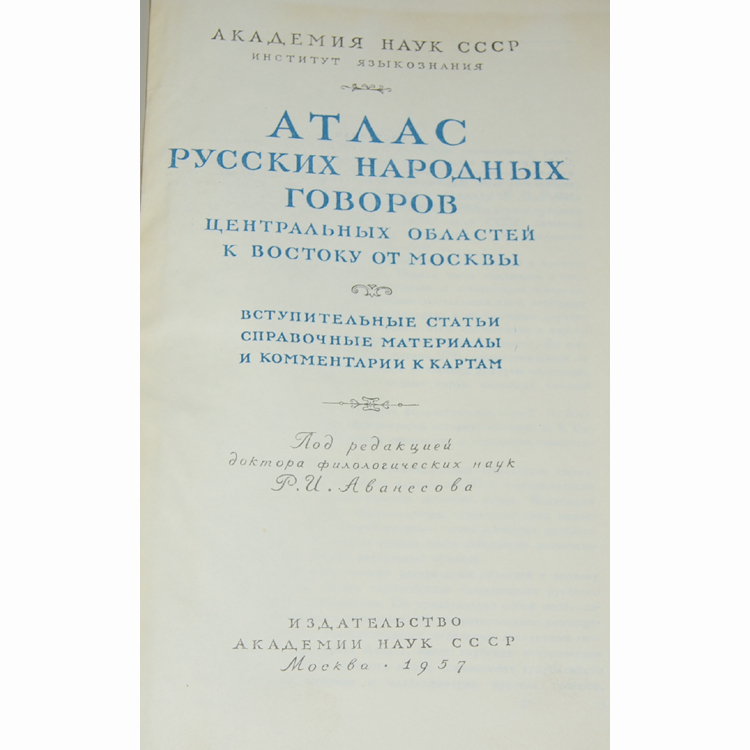 АКАДЕМИЯ НАУК СССР
ИНСТИТУТ ЯЗЫКОЗНАНИЯ
АТЛАС
РУССКИХ НАРОДНЫХ
ГОВОРОВ
ЦЕНТРАЛЬНЫХ ОБЛАСТЕЙ
К ВОСТОКУ ОТ МОСКВЫ
ВСТУПИТЕЛЬНЫЕ СТАТЬИ
СПРАВОЧНЫЕ МАТЕРИАЛЫ
И КОММЕНТАРИИ К КАРТАМ
Под редакцией
доктора филологических наук
Р. И. Аванесова
ИЗДАТЕЛЬСТВО
АКАДЕМИИ НАУК СССР
Москва · 1957